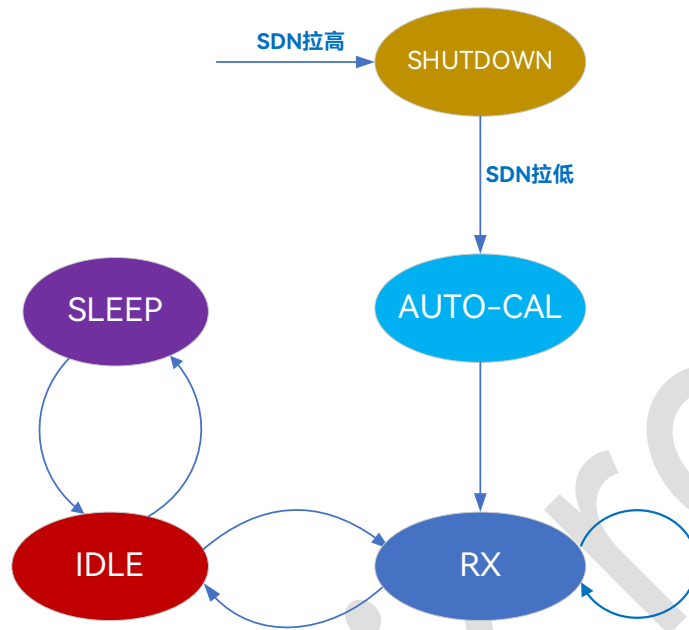 SDN拉高
SHUTDOWN
SDN拉低
SLEEP
AUTO-CAL
IDLE
RX